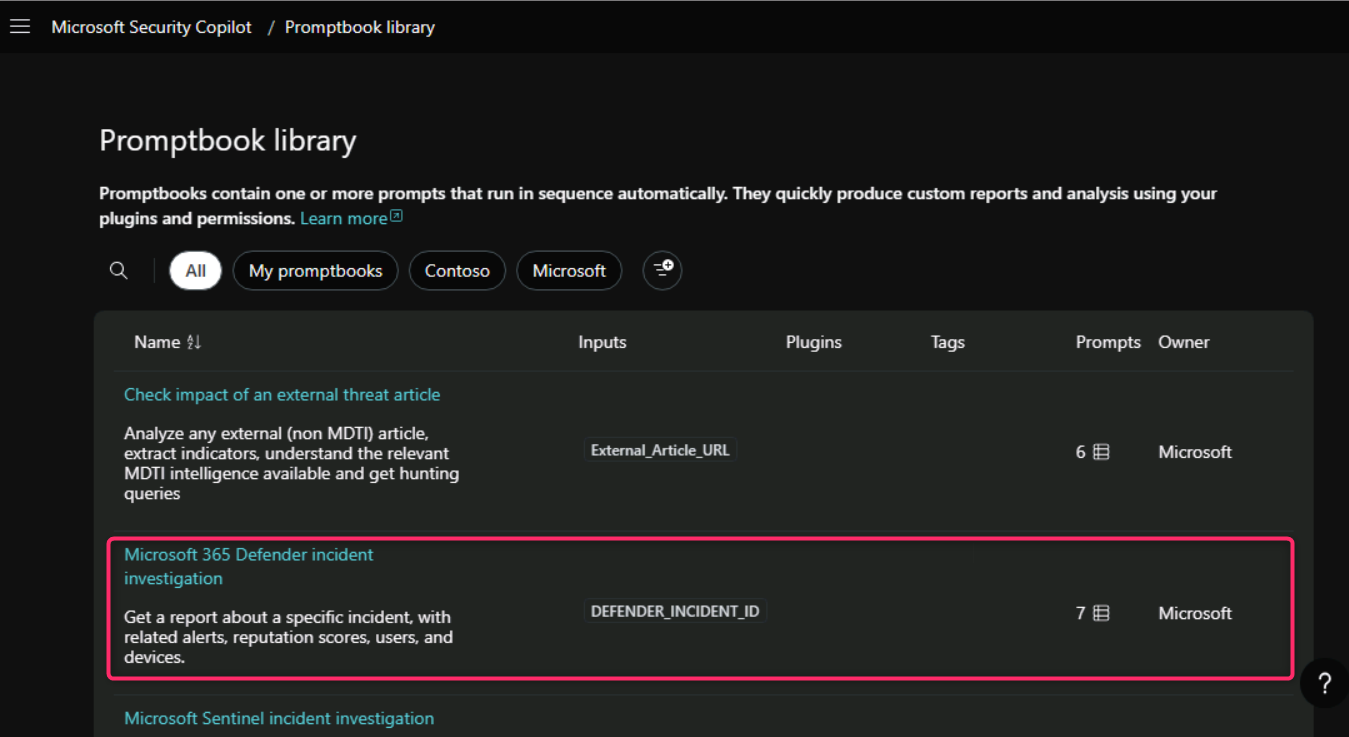 Microsoft Security Copilot / Promptbook library
Promptbook library
Promptbooks contain one or more prompts that run in sequence automatically. They quickly produce custom reports and analysis using your
plugins and permissions. Learn more
All
My promptbooks
Contoso
Microsoft
Name
Inputs
Plugins
Tags
Prompts
Owner
Check impact of an external threat article
Analyze any external (non MDTI) article,
extract indicators, understand the relevant
MDTI intelligence available and get hunting
queries
External_Article_URL
6
Microsoft
Microsoft 365 Defender incident
investigation
Get a report about a specific incident, with
related alerts, reputation scores, users, and
devices.
DEFENDER_INCIDENT_ID
7
Microsoft
?
Microsoft Sentinel incident investigation